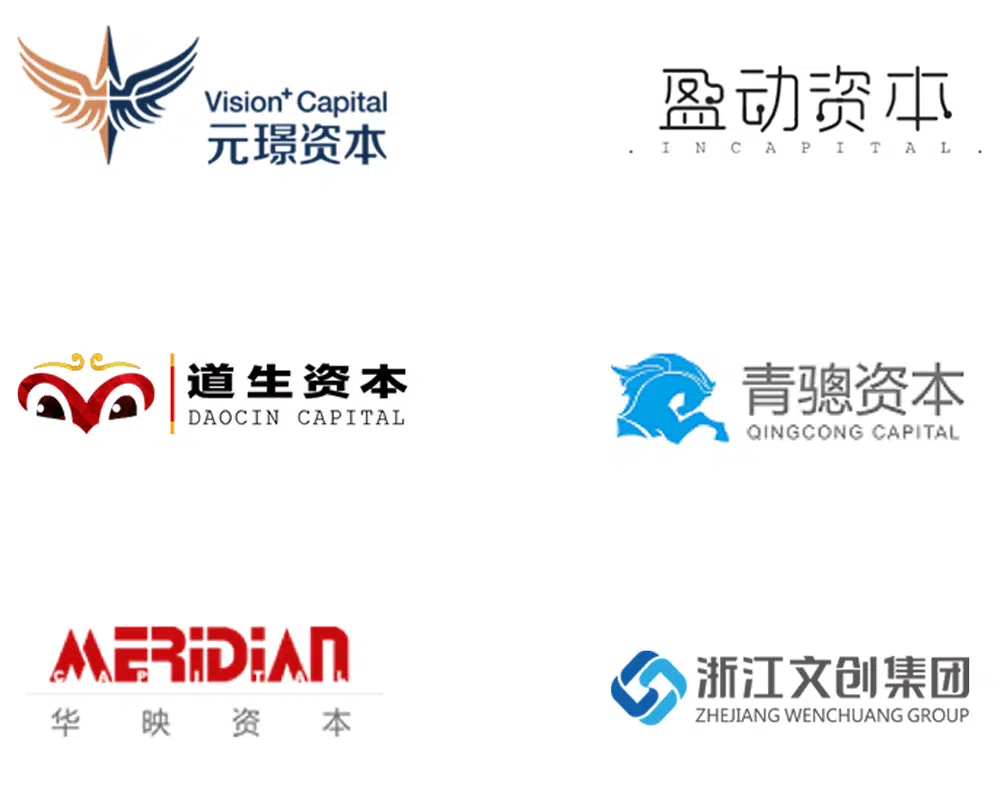 Vision+ Capital
元璟资本
盈动资本
. INCAPITAL .
道生资本
DAOCIN CAPITAL
青骢资本
QINGCONG CAPITAL
MERiDiAN
CAPITAL
华映资本
浙江文创集团
ZHEJIANG WENCHUANG GROUP